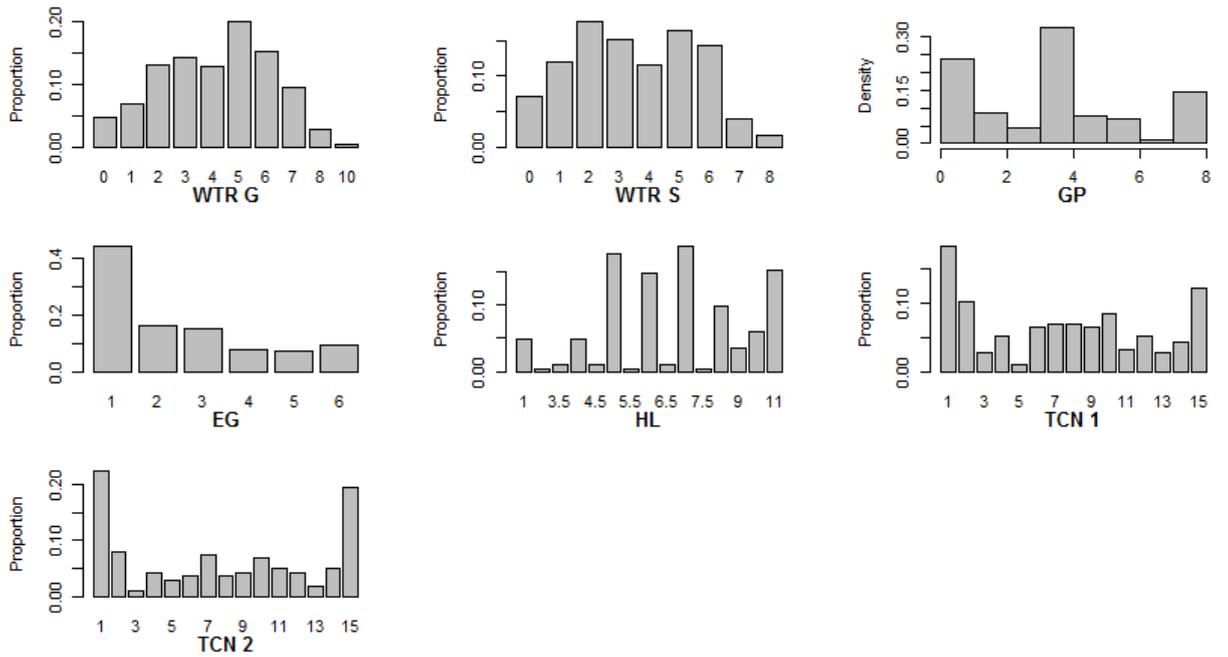 Proportion
0.00 0.10 0.20
0 1 2 3 4 5 6 7 8 10
WTR G
Proportion
0.00 0.10
0 1 2 3 4 5 6 7 8
WTR S
Density
0.00 0.15 0.30
0 2 4 6 8
GP
Proportion
0.0 0.2 0.4
1 2 3 4 5 6
EG
Proportion
0.00 0.10
1 3.5 4.5 5.5 6.5 7.5 9 11
HL
Proportion
0.00 0.10
1 3 5 7 9 11 13 15
TCN 1
Proportion
0.00 0.10 0.20
1 3 5 7 9 11 13 15
TCN 2